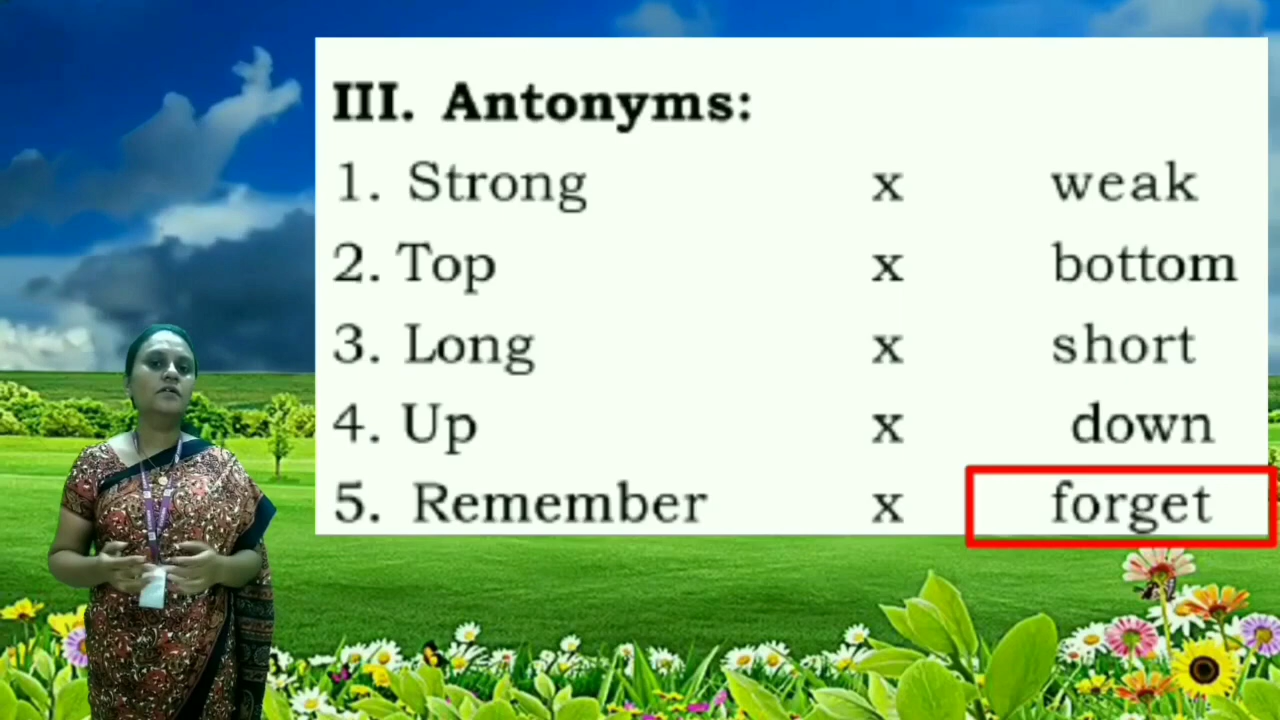 III. Antonyms:
1. Strong x weak
2. Top x bottom
3. Long x short
4. Up x down
5. Remember x forget